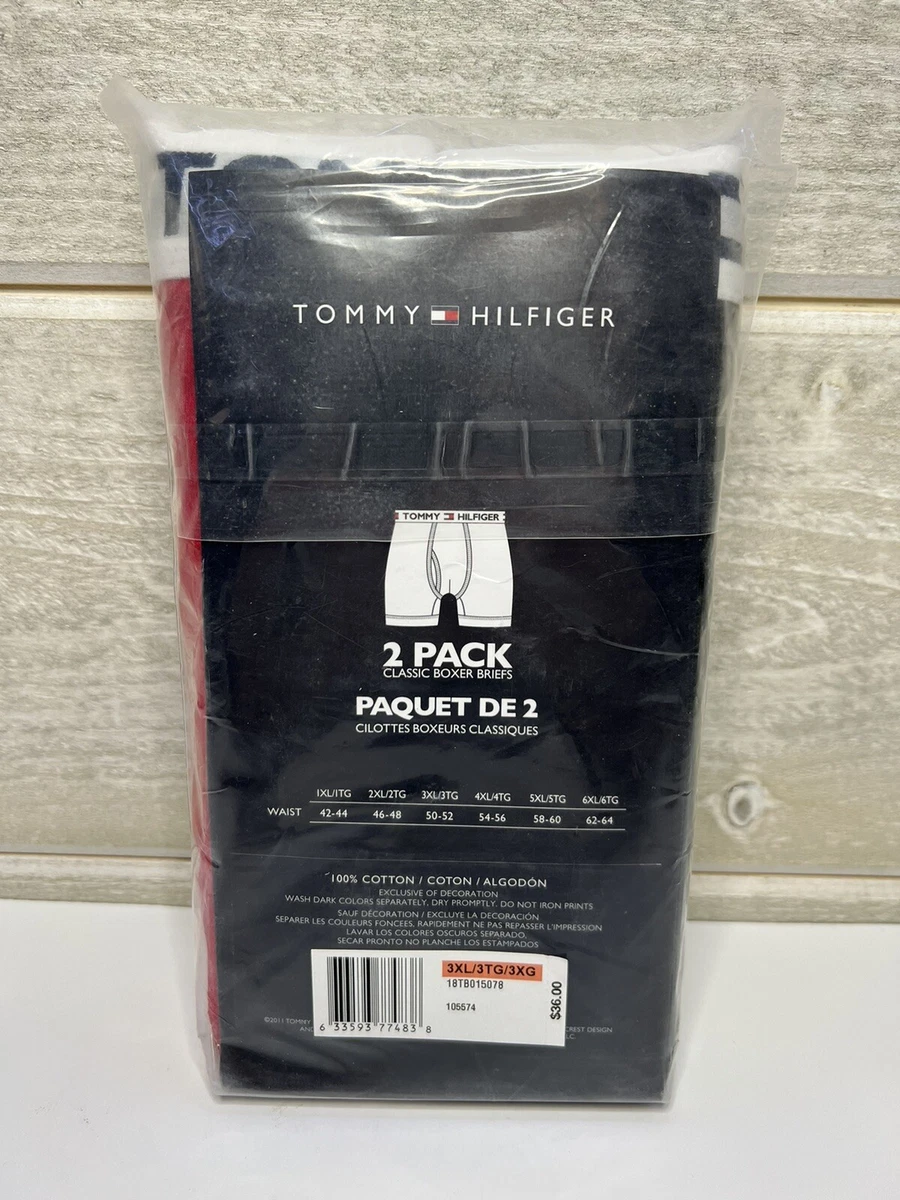 TOMMY HILFIGER
TOMMY HILFIGER
2 PACK
CLASSIC BOXER BRIEFS
PAQUET DE 2
CILOTTES BOXEURS CLASSIQUES
1XL/1TG 2XL/2TG 3XL/3TG 4XL/4TG 5XL/5TG 6XL/6TG
WAIST 42-44 46-48 50-52 54-56 58-60 62-64
100% COTTON / COTON / ALGODÓN
EXCLUSIVE OF DECORATION
WASH DARK COLORS SEPARATELY. DRY PROMPTLY. DO NOT IRON PRINTS
SAUF DÉCORATION / EXCLUYE LA DECORACIÓN
SEPARER LES COULEURS FONCEES. RAPIDEMENT NE PAS REPASSER L'IMPRESSION
LAVAR LOS COLORES OSCUROS SEPARADO.
SECAR PRONTO NO PLANCHE LOS ESTAMPADOS
3XL/3TG/3XG
18TB015078
105574
$36.00
6 33593 77483 8
©2011 TOMMY CREST DESIGN